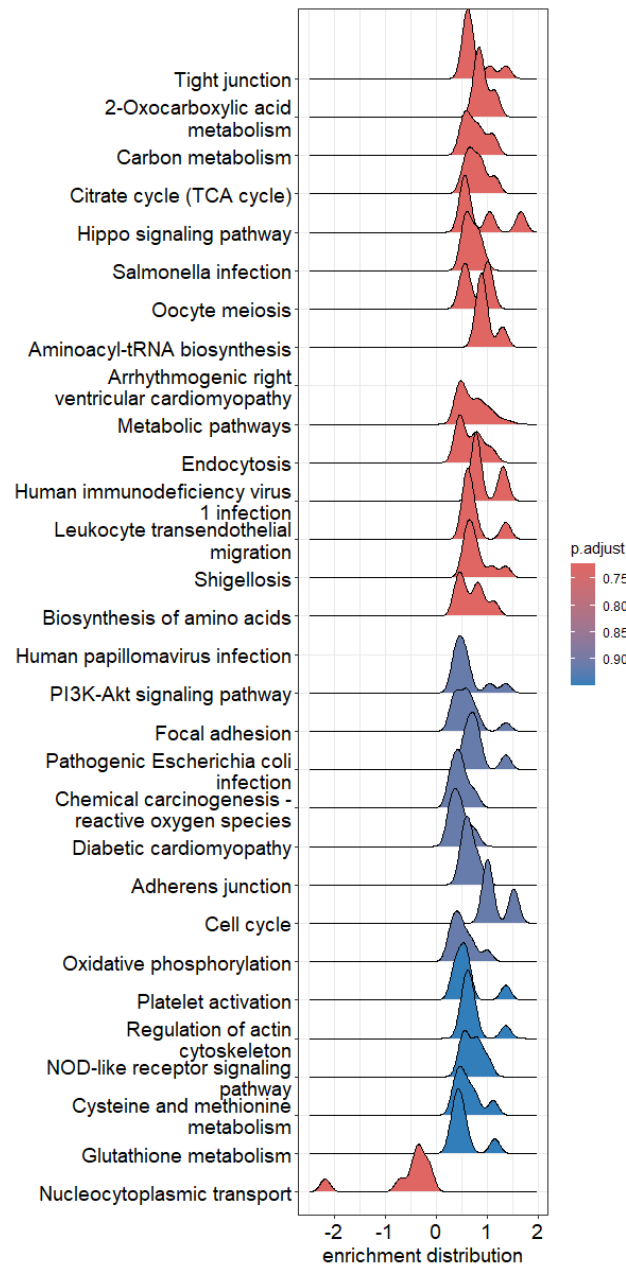 Tight junction
2-Oxocarboxylic acid
metabolism
Carbon metabolism
Citrate cycle (TCA cycle)
Hippo signaling pathway
Salmonella infection
Oocyte meiosis
Aminoacyl-tRNA biosynthesis
Arrhythmogenic right
ventricular cardiomyopathy
Metabolic pathways
Endocytosis
Human immunodeficiency virus
1 infection
Leukocyte transendothelial
migration
Shigellosis
Biosynthesis of amino acids
Human papillomavirus infection
PI3K-Akt signaling pathway
Focal adhesion
Pathogenic Escherichia coli
infection
Chemical carcinogenesis -
reactive oxygen species
Diabetic cardiomyopathy
Adherens junction
Cell cycle
Oxidative phosphorylation
Platelet activation
Regulation of actin
cytoskeleton
NOD-like receptor signaling
pathway
Cysteine and methionine
metabolism
Glutathione metabolism
Nucleocytoplasmic transport
-2 -1 0 1 2
enrichment distribution
p.adjust
0.75
0.80
0.85
0.90